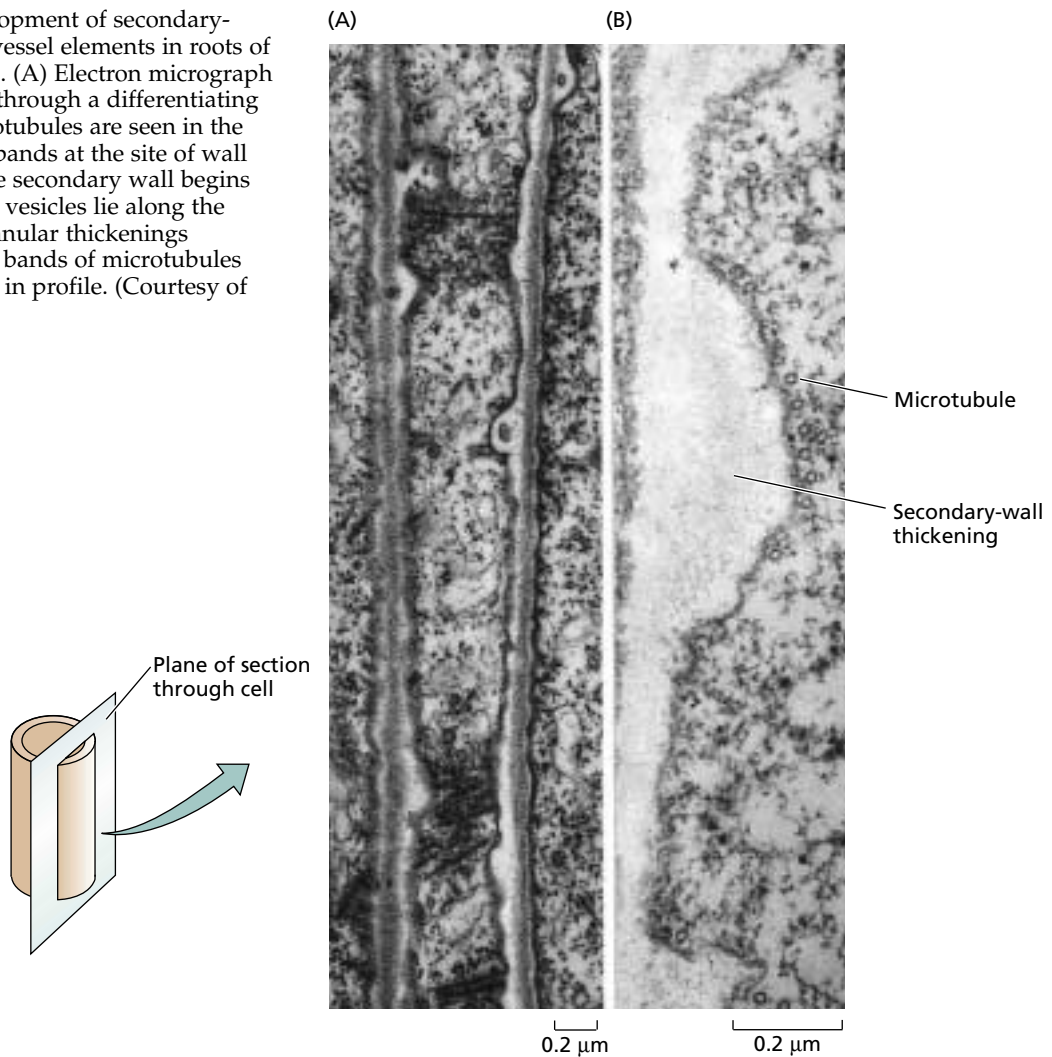 opment of secondary-
vessel elements in roots of
. (A) Electron micrograph
through a differentiating
otubules are seen in the
bands at the site of wall
e secondary wall begins
vesicles lie along the
nnular thickenings
bands of microtubules
in profile. (Courtesy of
(A)
(B)
Microtubule
Secondary-wall
thickening
Plane of section
through cell
0.2 μm
0.2 μm